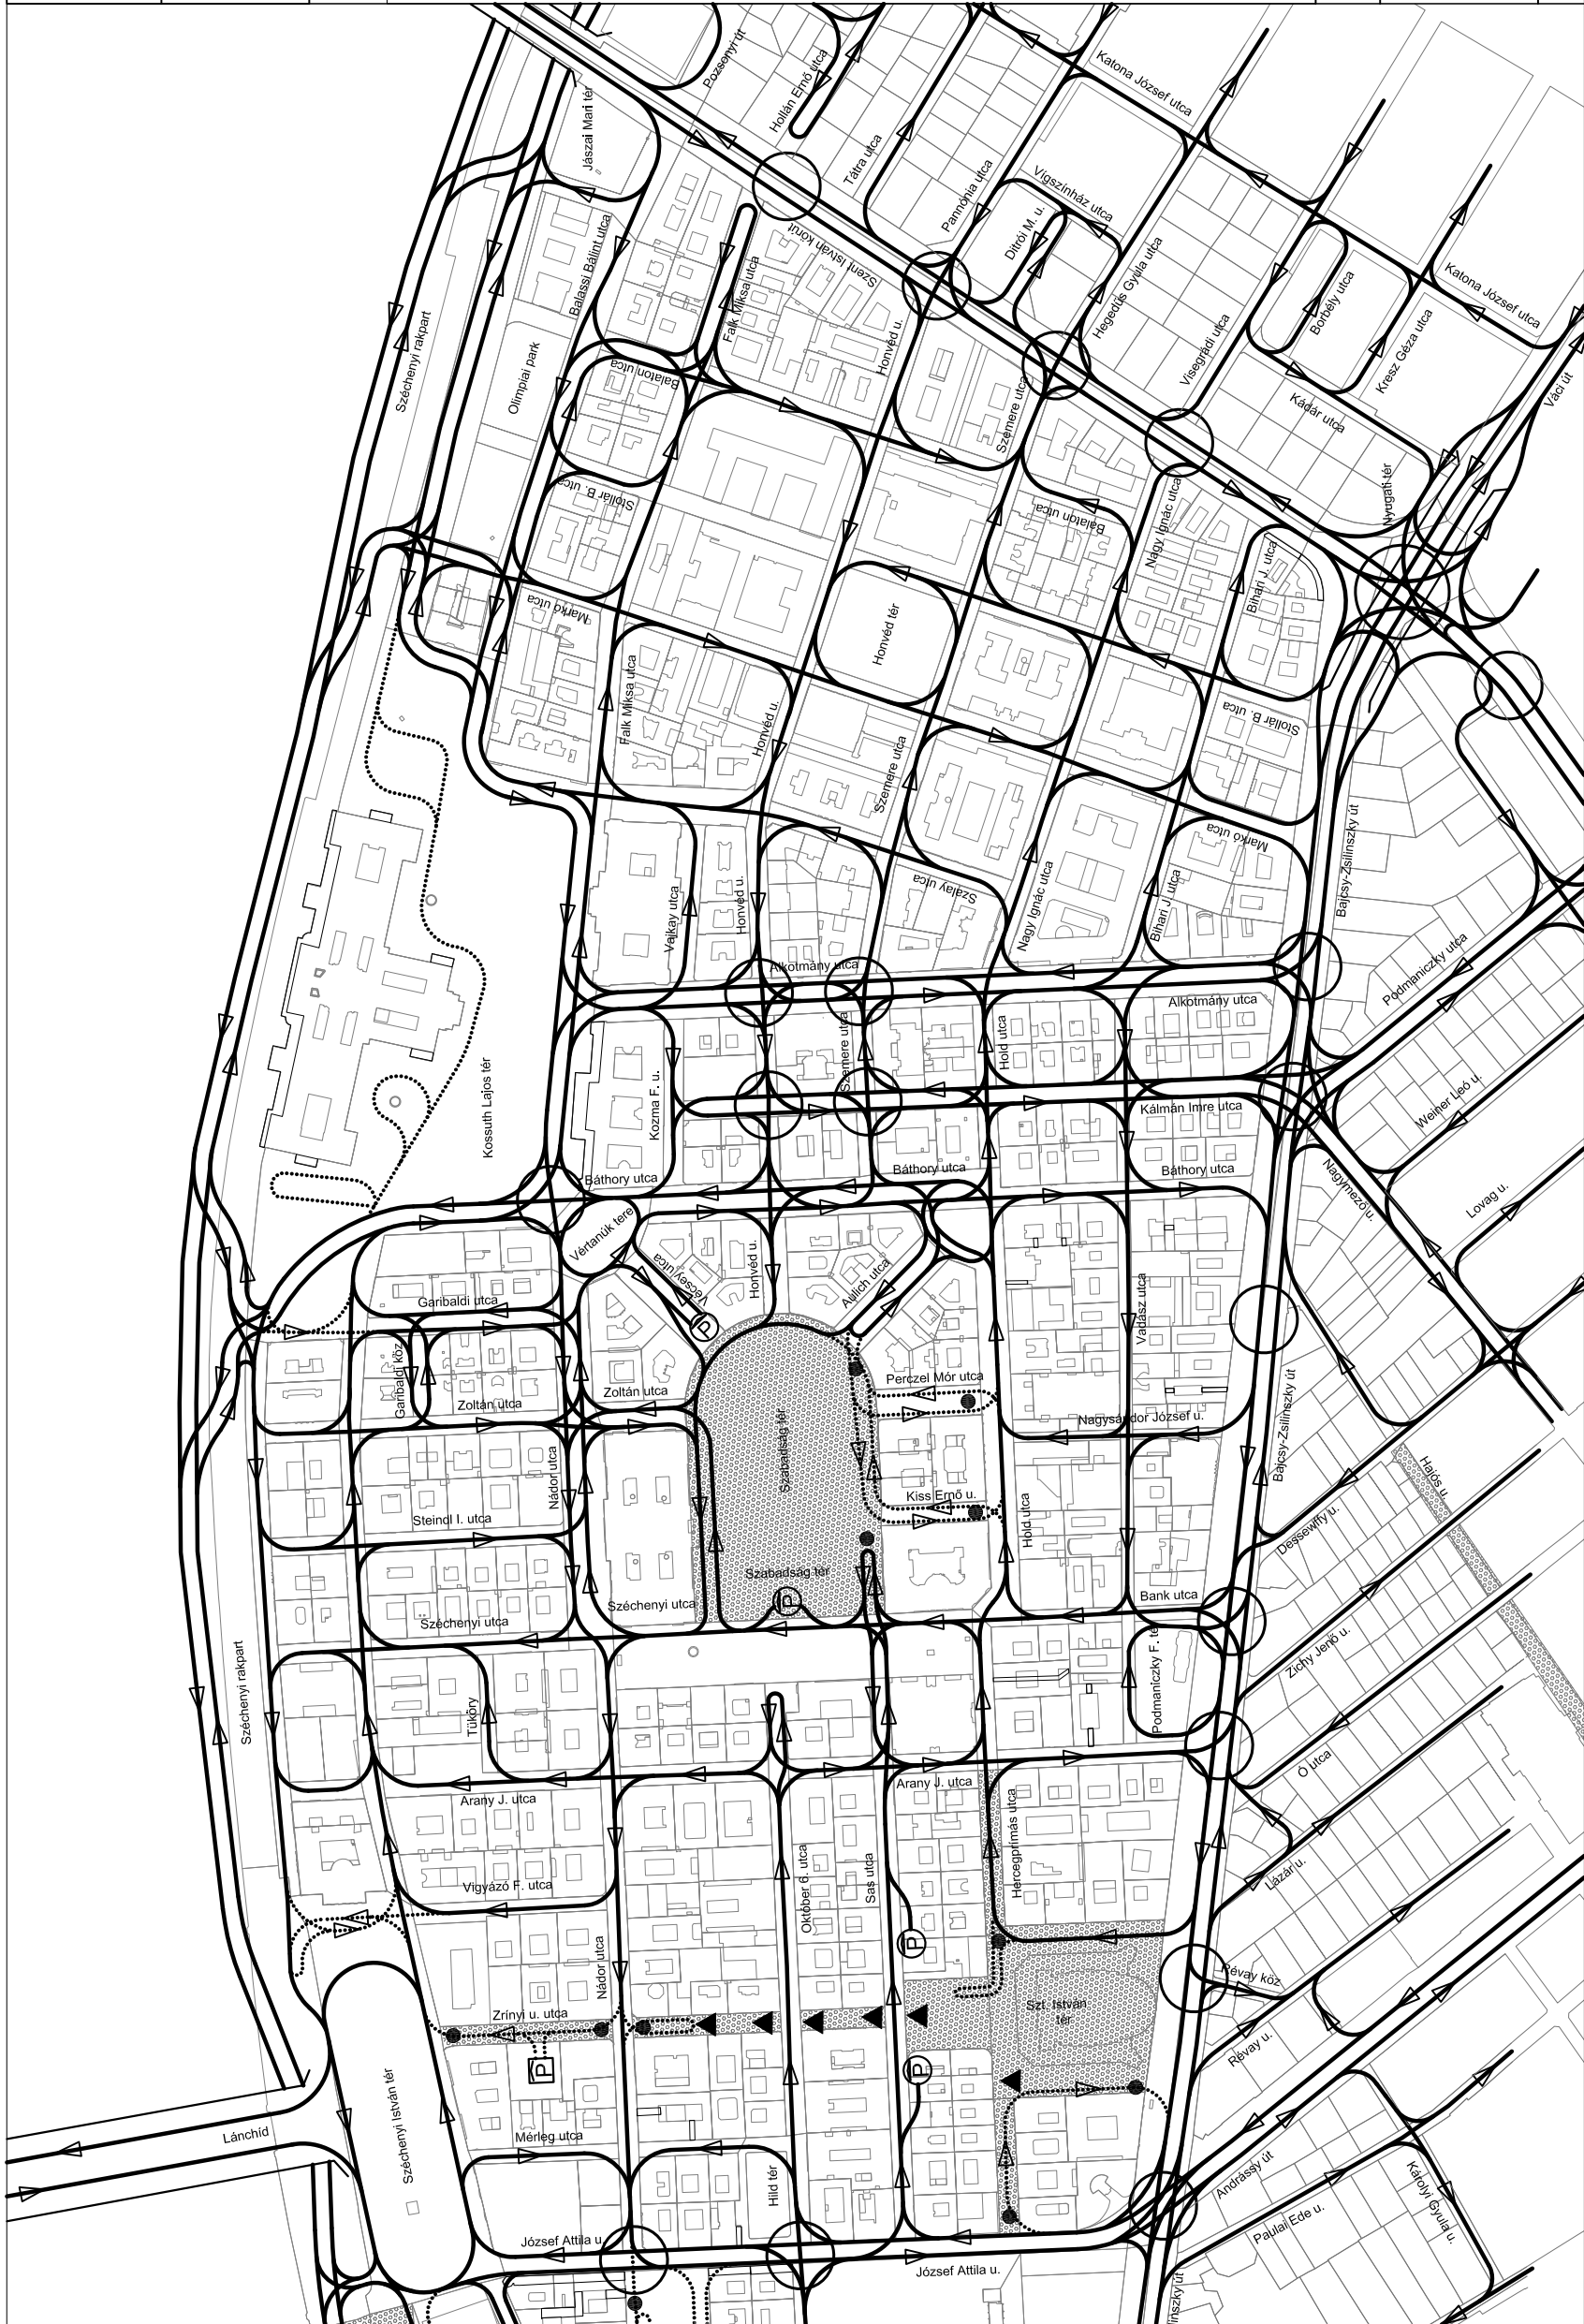 Pozsonyi út
Hollán Ernő utca
Katona József utca
Jászai Mari tér
Tátra utca
Pannónia utca
Vígszínház utca
Ditrói M. u.
Balassi Bálint utca
Falk Miksa utca
Szent István körút
Hegedűs Gyula utca
Borbély utca
Katona József utca
Széchenyi rakpart
Olimpiai park
Balaton utca
Honvéd u.
Szemere utca
Visegrádi utca
Kresz Géza utca
Kádár utca
Váci út
Stollár B. utca
Balaton utca
Nagy Ignác utca
Nyugati tér
Bihari J. utca
Markó utca
Honvéd tér
Falk Miksa utca
Honvéd u.
Szemere utca
Stollár B. utca
Markó utca
Bajcsy-Zsilinszky út
Szalay utca
Vajkay utca
Honvéd u.
Nagy Ignác utca
Bihari J. utca
Podmaniczky utca
Alkotmány utca
Alkotmány utca
Szemere utca
Hold utca
Kossuth Lajos tér
Kozma F. u.
Kálmán Imre utca
Weiner Leó u.
Báthory utca
Báthory utca
Báthory utca
Nagymező u.
Lovag u.
Vértanúk tere
Vécsey utca
Honvéd u.
Aulich utca
Vadász utca
Garibaldi utca
Garibaldi köz
P
Zoltán utca
Zoltán utca
Perczel Mór utca
Nagysándor József u.
Szabadság tér
Bajcsy-Zsilinszky út
Hajós u.
Nádor utca
Steindl I. utca
Kiss Ernő u.
Hold utca
Dessewffy u.
Szabadság tér
Széchenyi utca
Széchenyi utca
P
Bank utca
Zichy Jenő u.
Széchenyi rakpart
Tüköry
Podmaniczky F. té
Ó utca
Arany J. utca
Arany J. utca
Hercegprímás utca
Vigyázó F. utca
Október 6. utca
Sas utca
Lázár u.
P
Nádor utca
Révay köz
Zrínyi u. utca
Szt. István
tér
Révay u.
P
P
Lánchíd
Széchenyi István tér
Mérleg utca
Hild tér
Andrássy út
Károlyi Gyula u.
Paulai Ede u.
József Attila u.
József Attila u.
inszky út